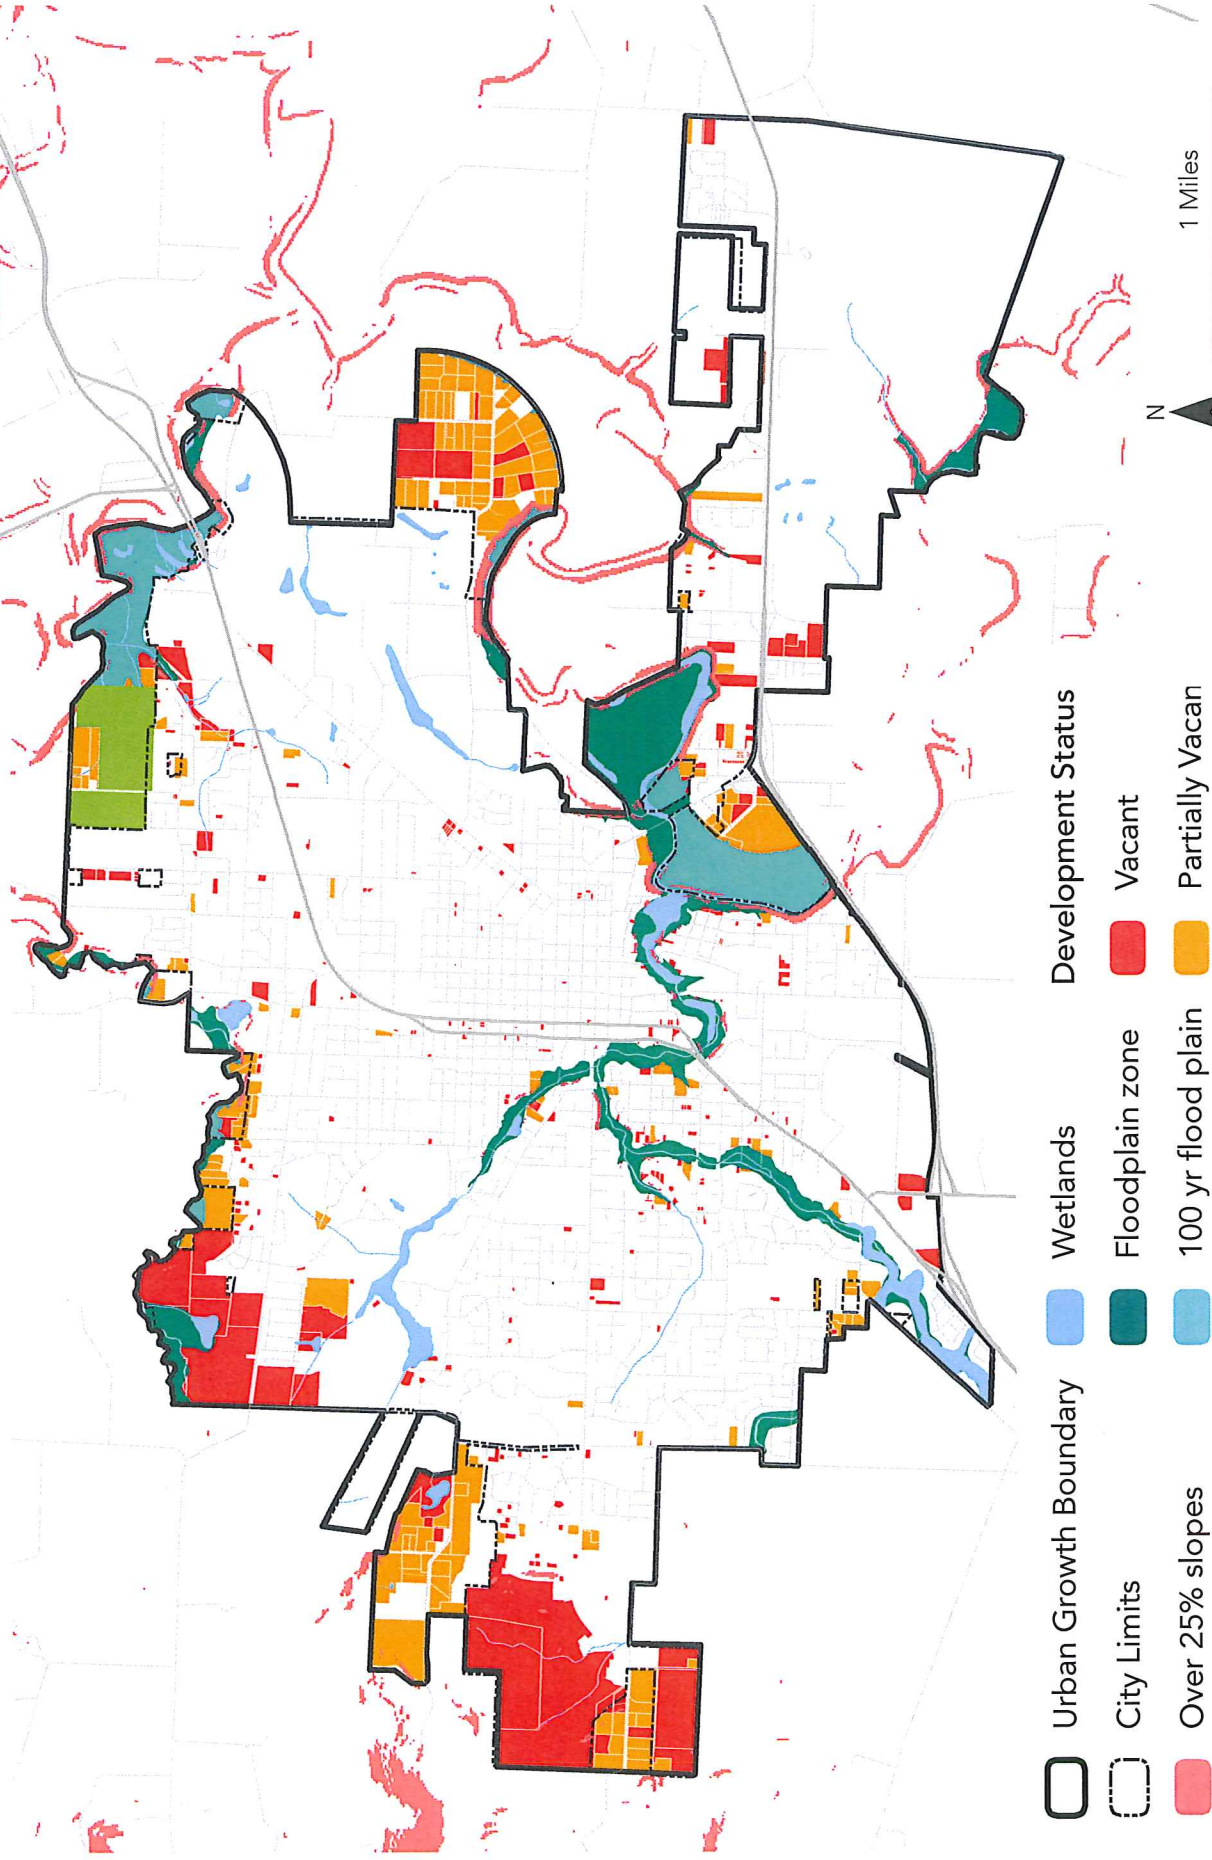 Urban Growth Boundary
City Limits
Over 25% slopes
Wetlands
Floodplain zone
100 yr flood plain
Development Status
Vacant
Partially Vacan
N
1 Miles